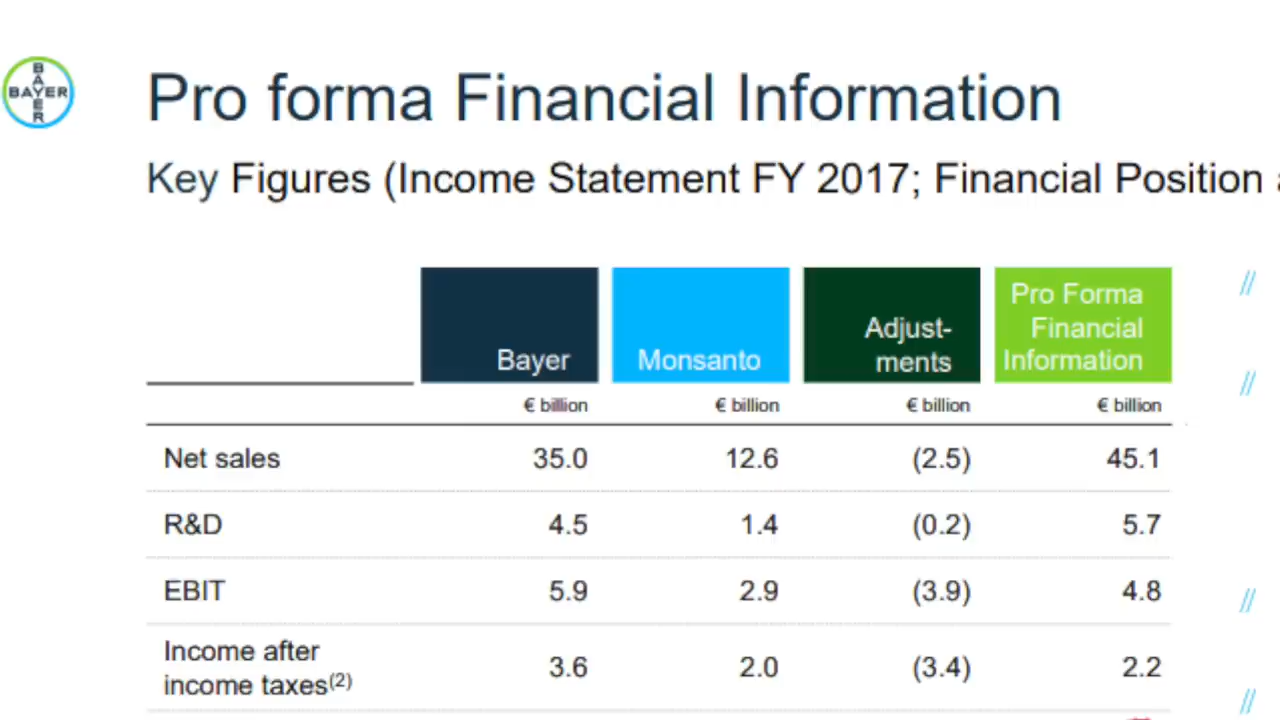 BAYER
BAYER
Pro forma Financial Information
Key Figures (Income Statement FY 2017; Financial Position
Bayer Monsanto Adjust-
ments Pro Forma
Financial
Information
€ billion € billion € billion € billion
Net sales 35.0 12.6 (2.5) 45.1
R&D 4.5 1.4 (0.2) 5.7
EBIT 5.9 2.9 (3.9) 4.8
Income after
income taxes(2) 3.6 2.0 (3.4) 2.2
//
//
//
//